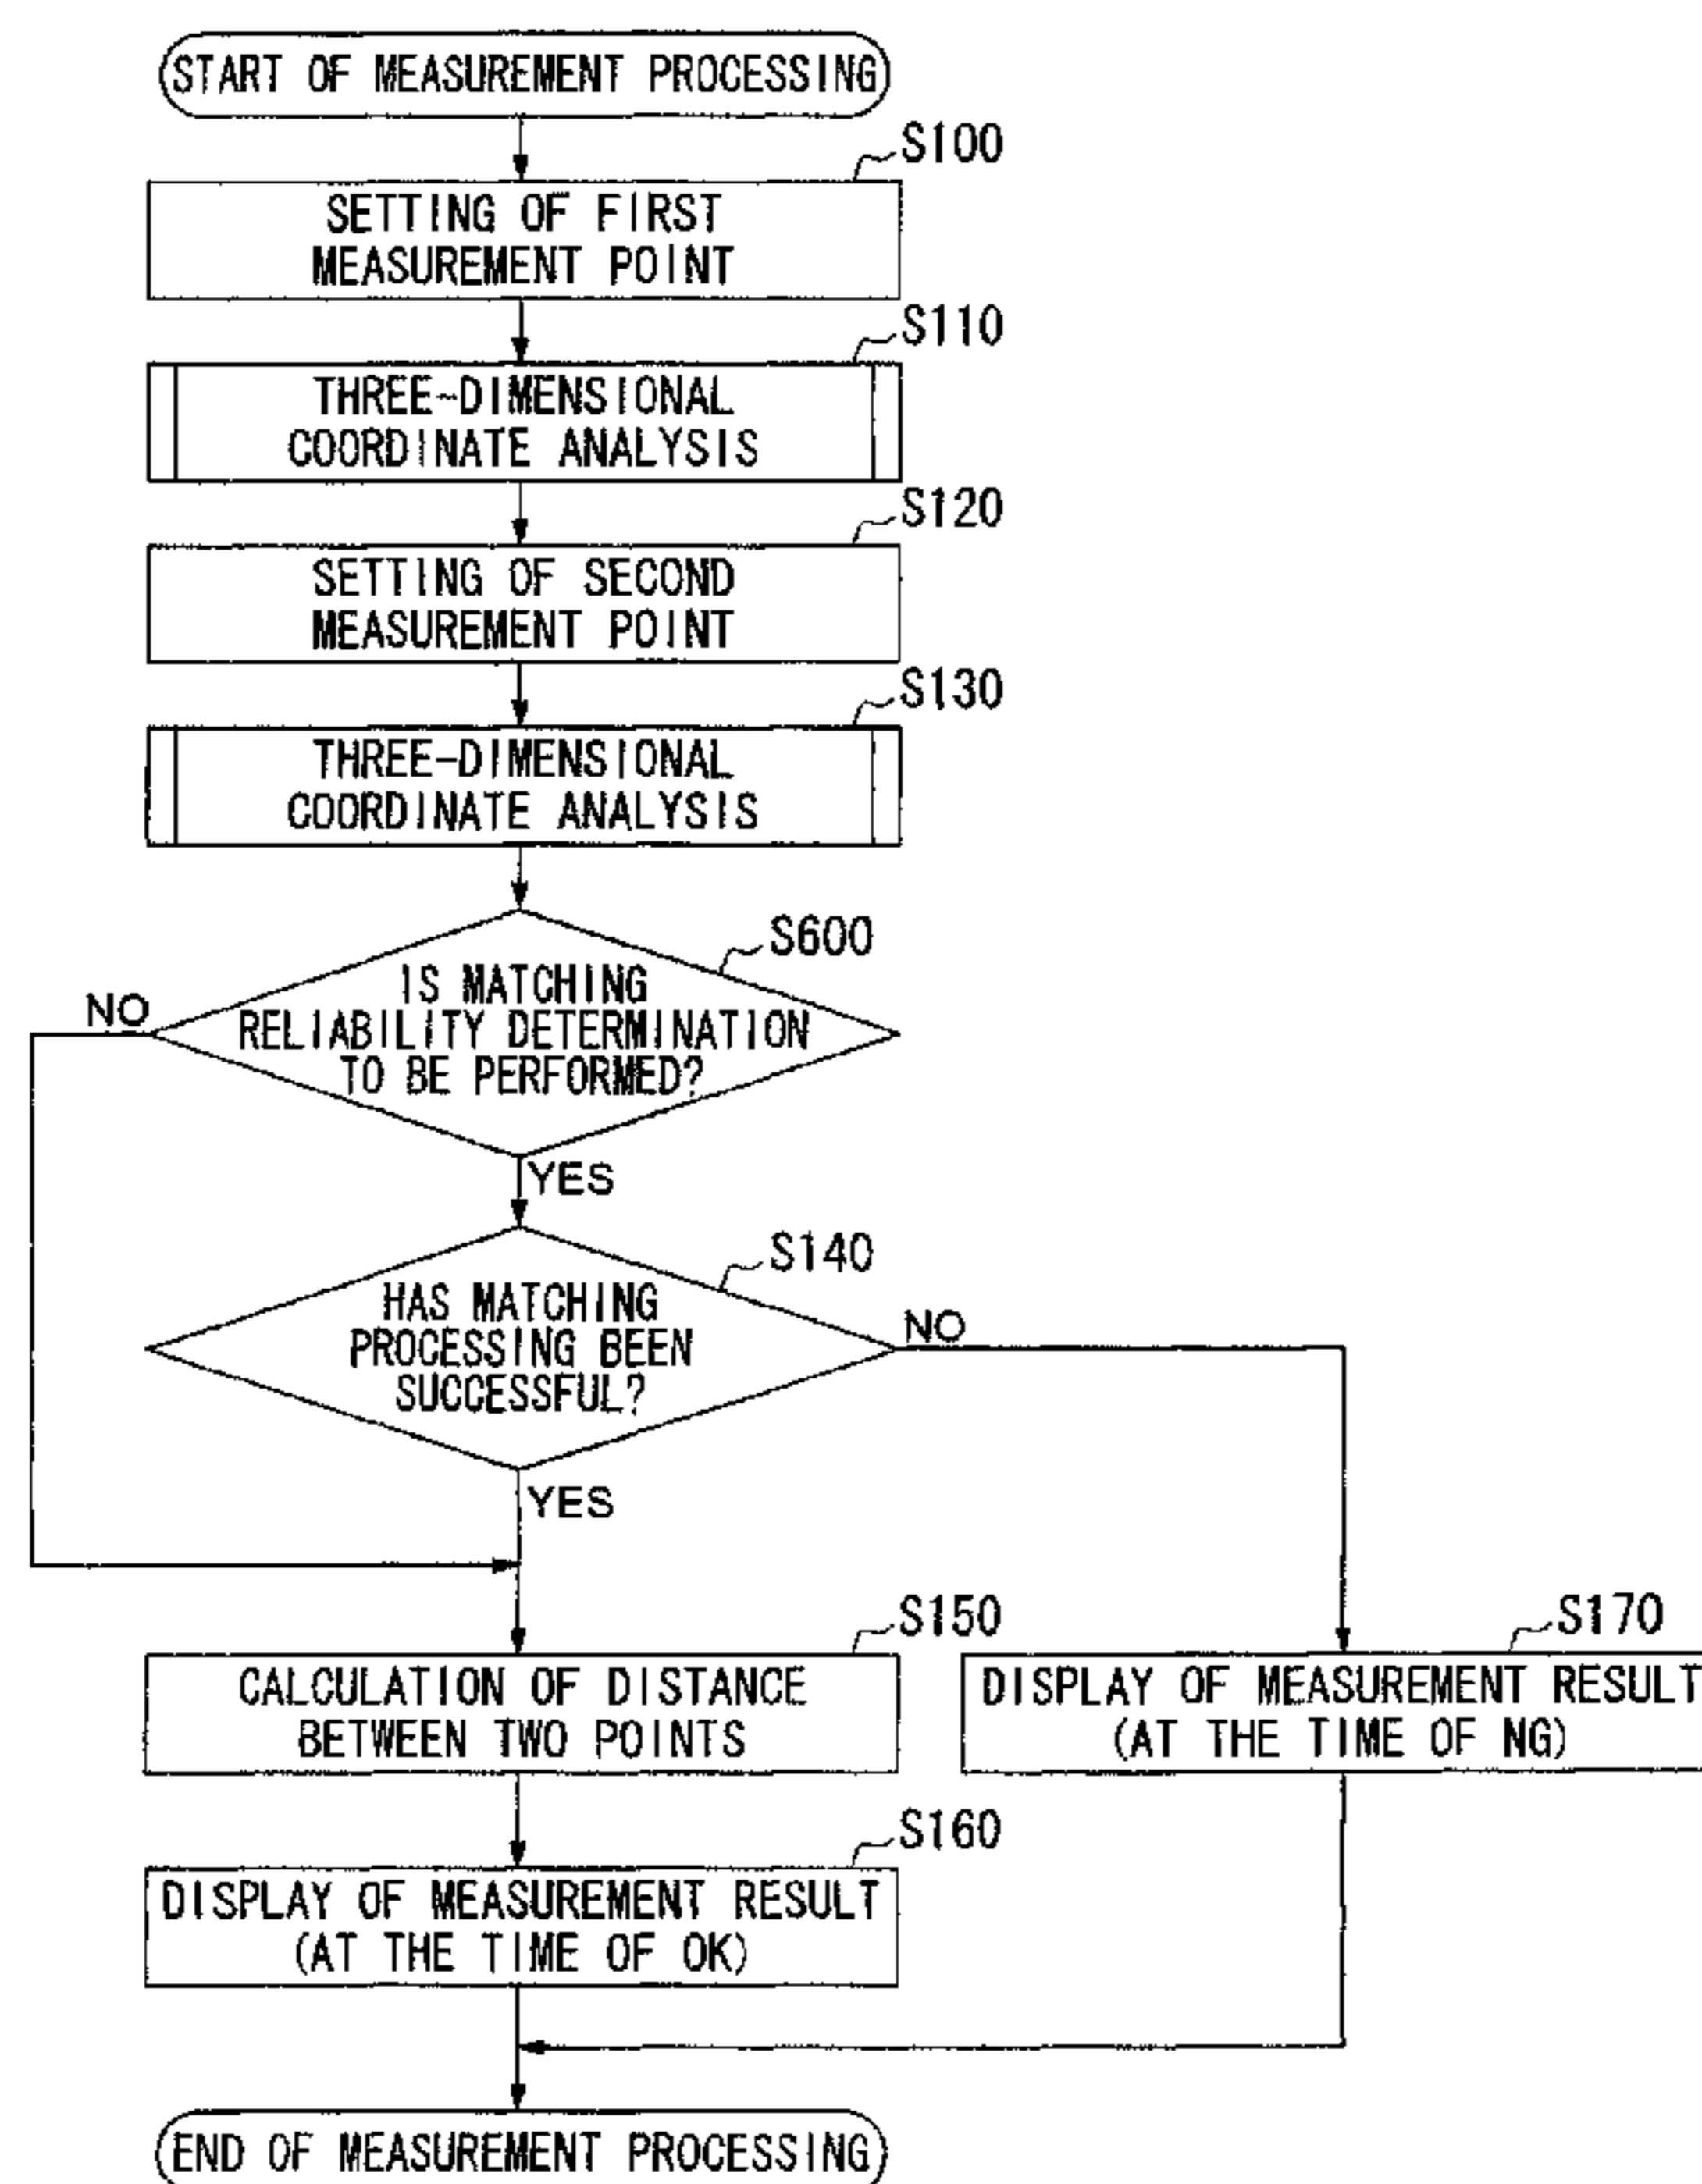 START OF MEASUREMENT PROCESSING
S100
SETTING OF FIRST
MEASUREMENT POINT
S110
THREE-DIMENSIONAL
COORDINATE ANALYSIS
S120
SETTING OF SECOND
MEASUREMENT POINT
S130
THREE-DIMENSIONAL
COORDINATE ANALYSIS
S600
IS MATCHING
RELIABILITY DETERMINATION
TO BE PERFORMED?
NO
YES
S140
HAS MATCHING
PROCESSING BEEN
SUCCESSFUL?
NO
YES
S150
CALCULATION OF DISTANCE
BETWEEN TWO POINTS
S170
DISPLAY OF MEASUREMENT RESULT
(AT THE TIME OF NG)
S160
DISPLAY OF MEASUREMENT RESULT
(AT THE TIME OF OK)
END OF MEASUREMENT PROCESSING